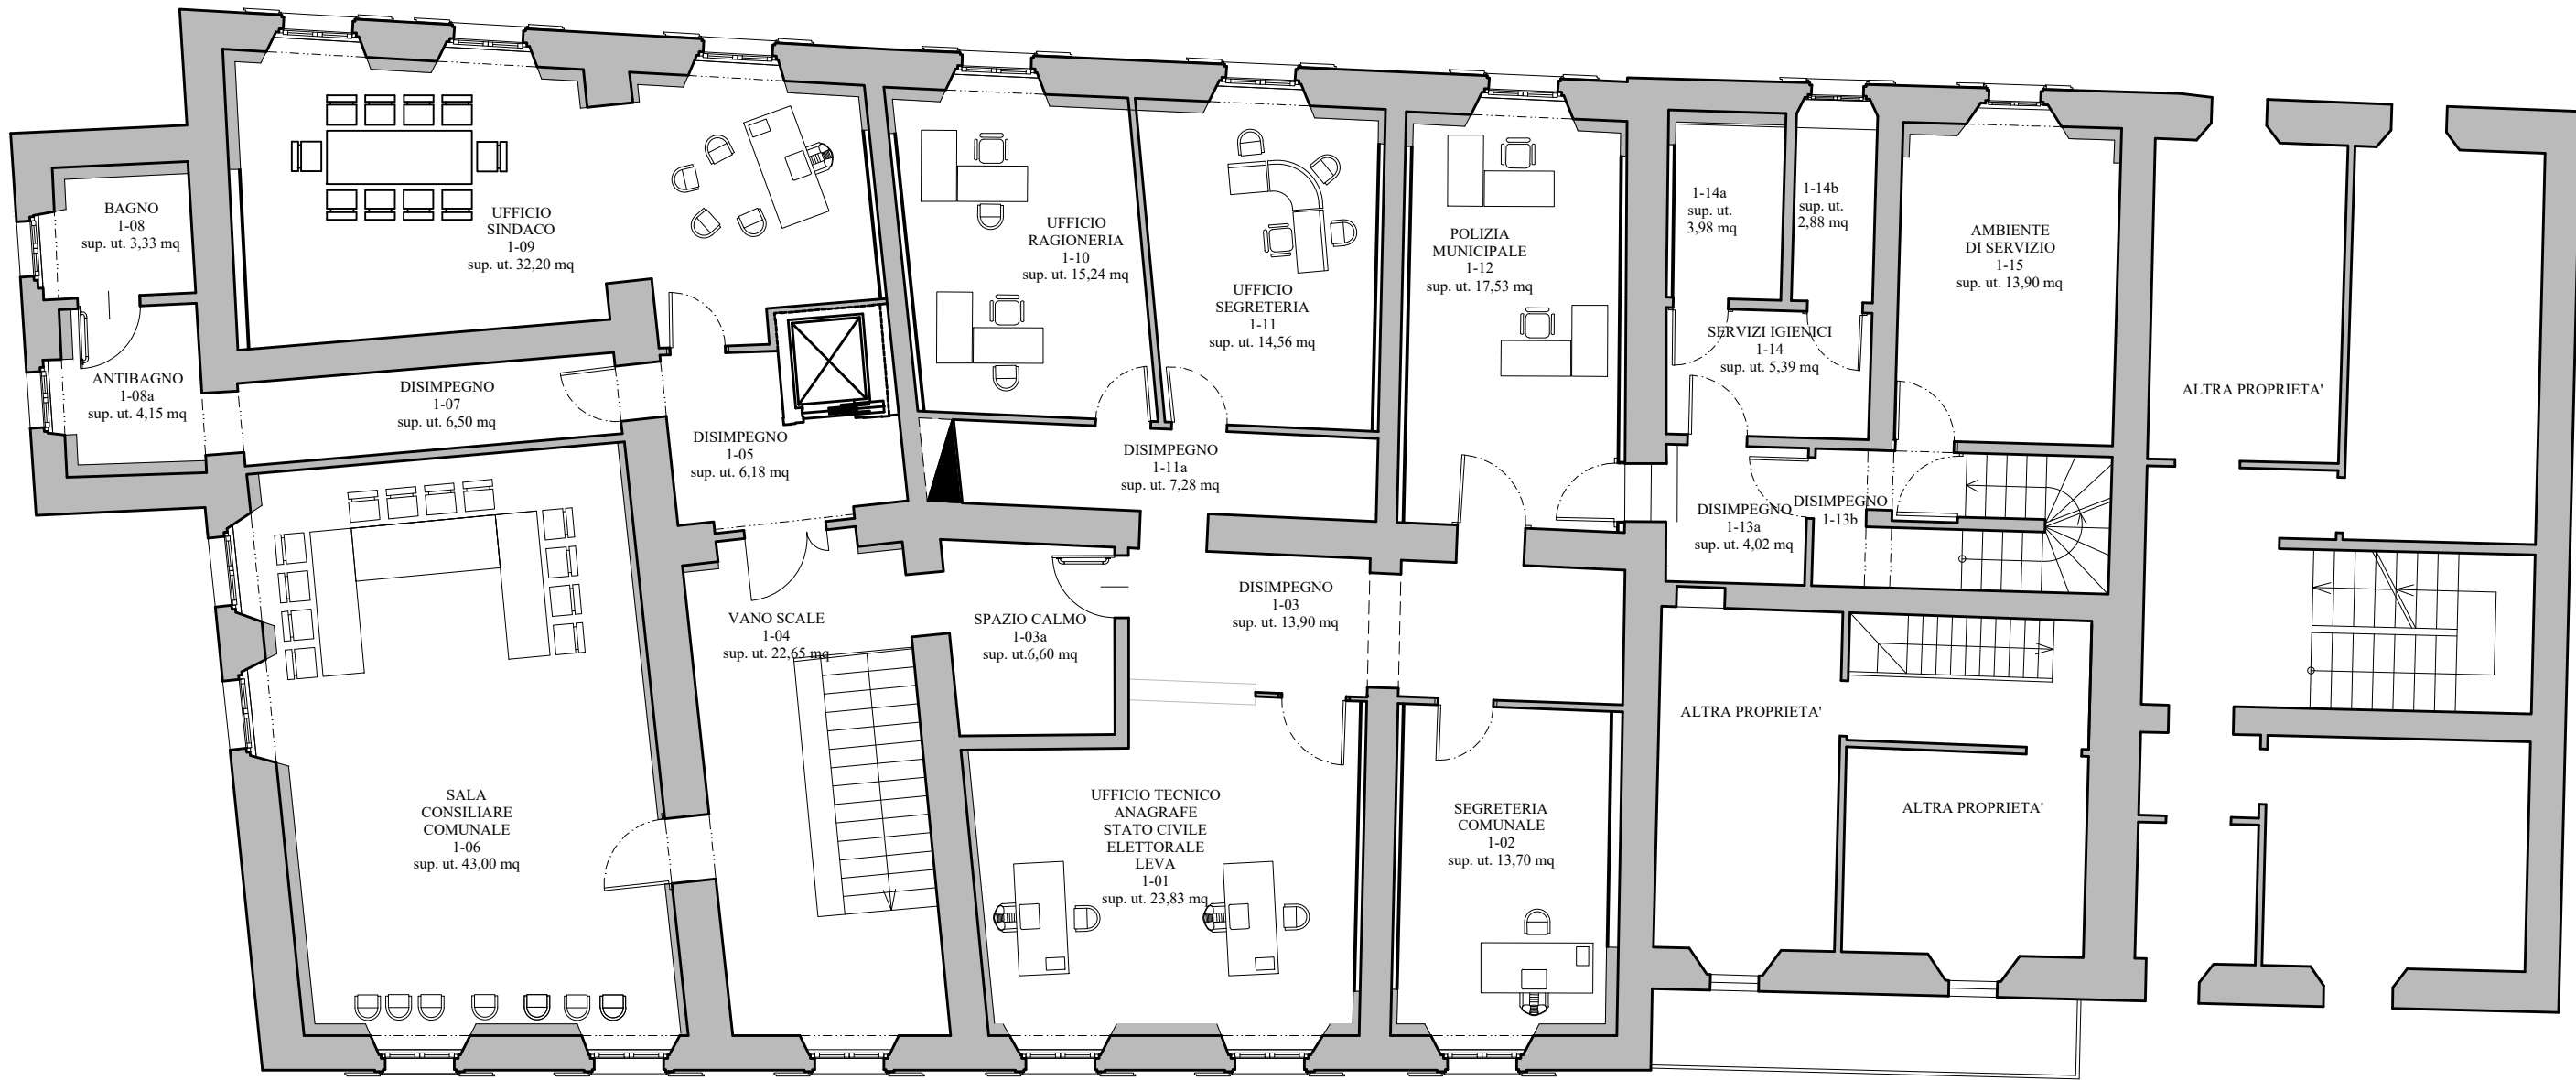 BAGNO
1-08
sup. ut. 3,33 mq
ANTIBAGNO
1-08a
sup. ut. 4,15 mq
UFFICIO
SINDACO
1-09
sup. ut. 32,20 mq
DISIMPEGNO
1-07
sup. ut. 6,50 mq
DISIMPEGNO
1-05
sup. ut. 6,18 mq
UFFICIO
RAGIONERIA
1-10
sup. ut. 15,24 mq
UFFICIO
SEGRETERIA
1-11
sup. ut. 14,56 mq
DISIMPEGNO
1-11a
sup. ut. 7,28 mq
POLIZIA
MUNICIPALE
1-12
sup. ut. 17,53 mq
1-14a
sup. ut.
3,98 mq
1-14b
sup. ut.
2,88 mq
SERVIZI IGIENICI
1-14
sup. ut. 5,39 mq
AMBIENTE
DI SERVIZIO
1-15
sup. ut. 13,90 mq
DISIMPEGNO
1-13a
sup. ut. 4,02 mq
DISIMPEGNO
1-13b
ALTRA PROPRIETA'
VANO SCALE
1-04
sup. ut. 22,65 mq
SPAZIO CALMO
1-03a
sup. ut.6,60 mq
DISIMPEGNO
1-03
sup. ut. 13,90 mq
SALA
CONSILIARE
COMUNALE
1-06
sup. ut. 43,00 mq
UFFICIO TECNICO
ANAGRAFE
STATO CIVILE
ELETTORALE
LEVA
1-01
sup. ut. 23,83 mq
SEGRETERIA
COMUNALE
1-02
sup. ut. 13,70 mq
ALTRA PROPRIETA'
ALTRA PROPRIETA'